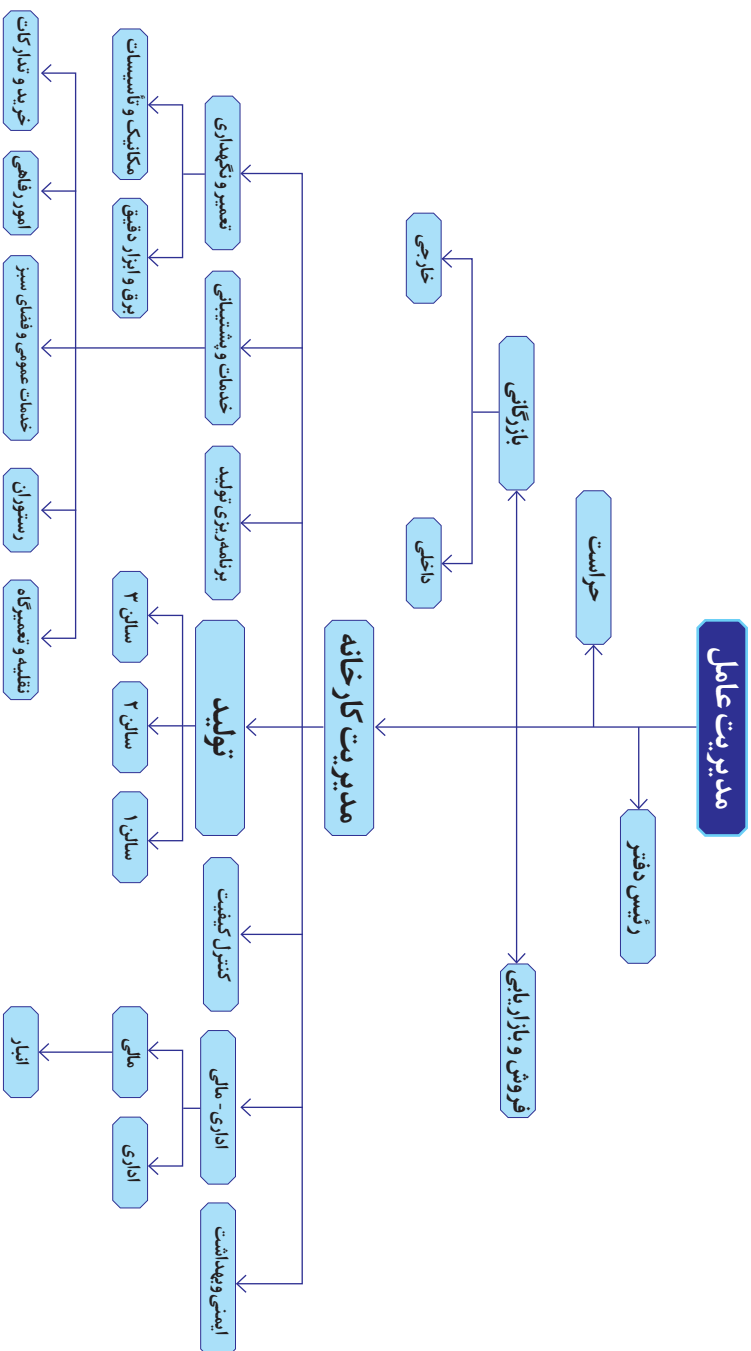 مدیریت عامل
رئیس دفتر
حراست
فروش و بازاریابی
بازرگانی
داخلی
خارجی
مدیریت کارخانه
ایمنی وبهداشت
اداری - مالی
کنترل کیفیت
تولید
برنامه‌ریزی تولید
خدمات و پشتیبانی
تعمیر و نگهداری
اداری
مالی
سالن ۱
سالن ۲
سالن ۳
برق و ابزار دقیق
مکانیک و تأسیسات
انبار
نقلیه و تعمیرگاه
رستوران
خدمات عمومی و فضای سبز
امور رفاهی
خرید و تدارکات